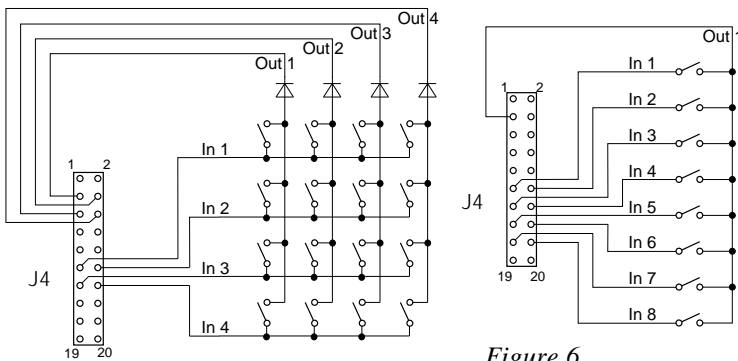 Out 4
Out 3
Out 2
Out 1
1 2
In 1
In 2
J4
In 3
In 4
19 20
Out 1
In 1
1 2
In 2
In 3
In 4
J4
In 5
In 6
19 20
In 7
In 8
Figure 6